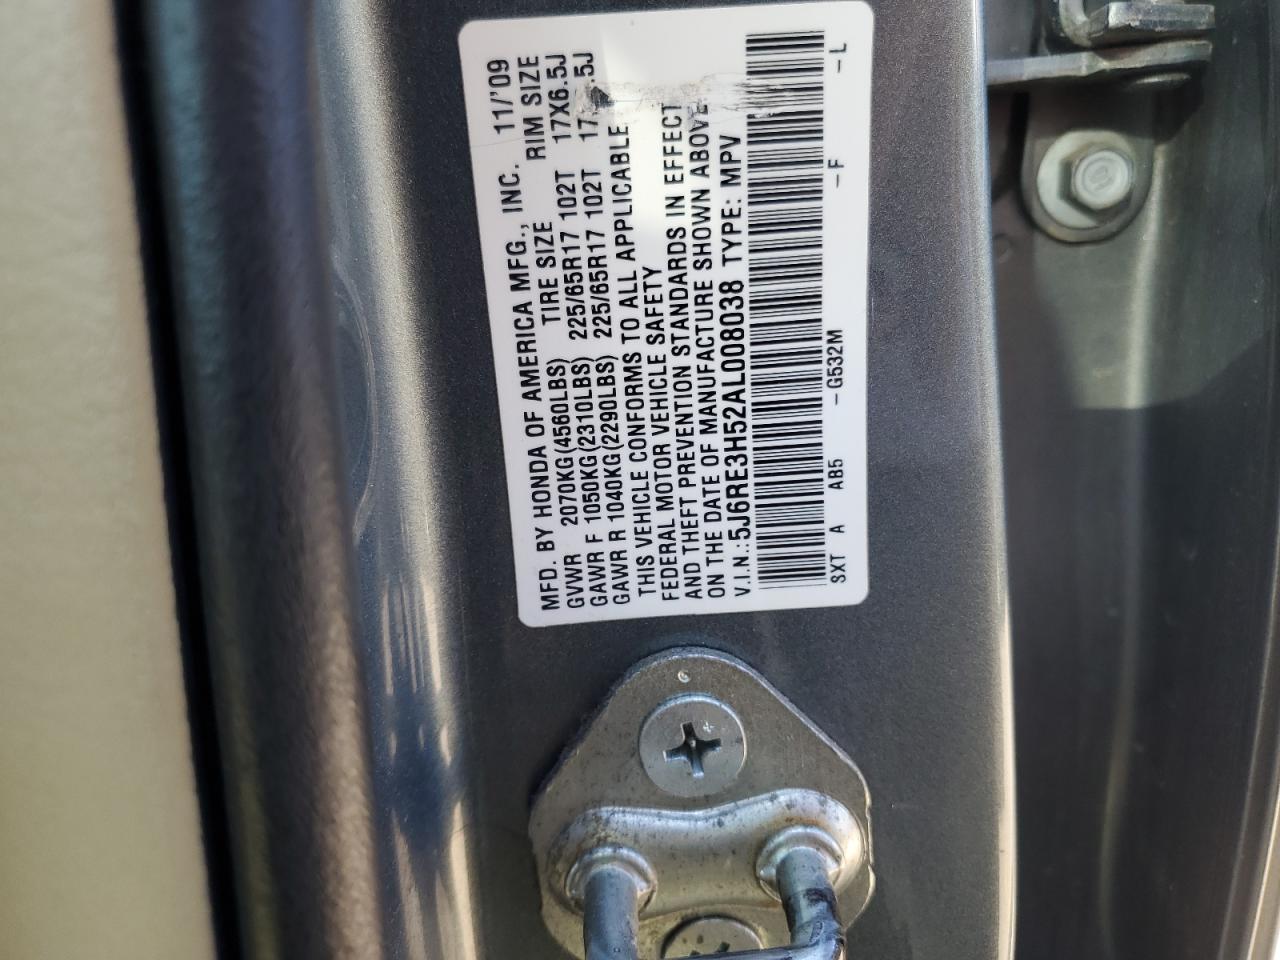 MFD. BY HONDA OF AMERICA MFG., INC. 11/'09
GVWR 2070KG(4560LBS) TIRE SIZE RIM SIZE
GAWR F 1050KG(2310LBS) 225/65R17 102T 17X6.5J
GAWR R 1040KG(2290LBS) 225/65R17 102T 17 .5J
THIS VEHICLE CONFORMS TO ALL APPLICABLE
FEDERAL MOTOR VEHICLE SAFETY
AND THEFT PREVENTION STANDARDS IN EFFECT
ON THE DATE OF MANUFACTURE SHOWN ABOVE.
V.I.N.:5J6RE3H52AL008038 TYPE: MPV
SXT A AB5 -G532M -F -L